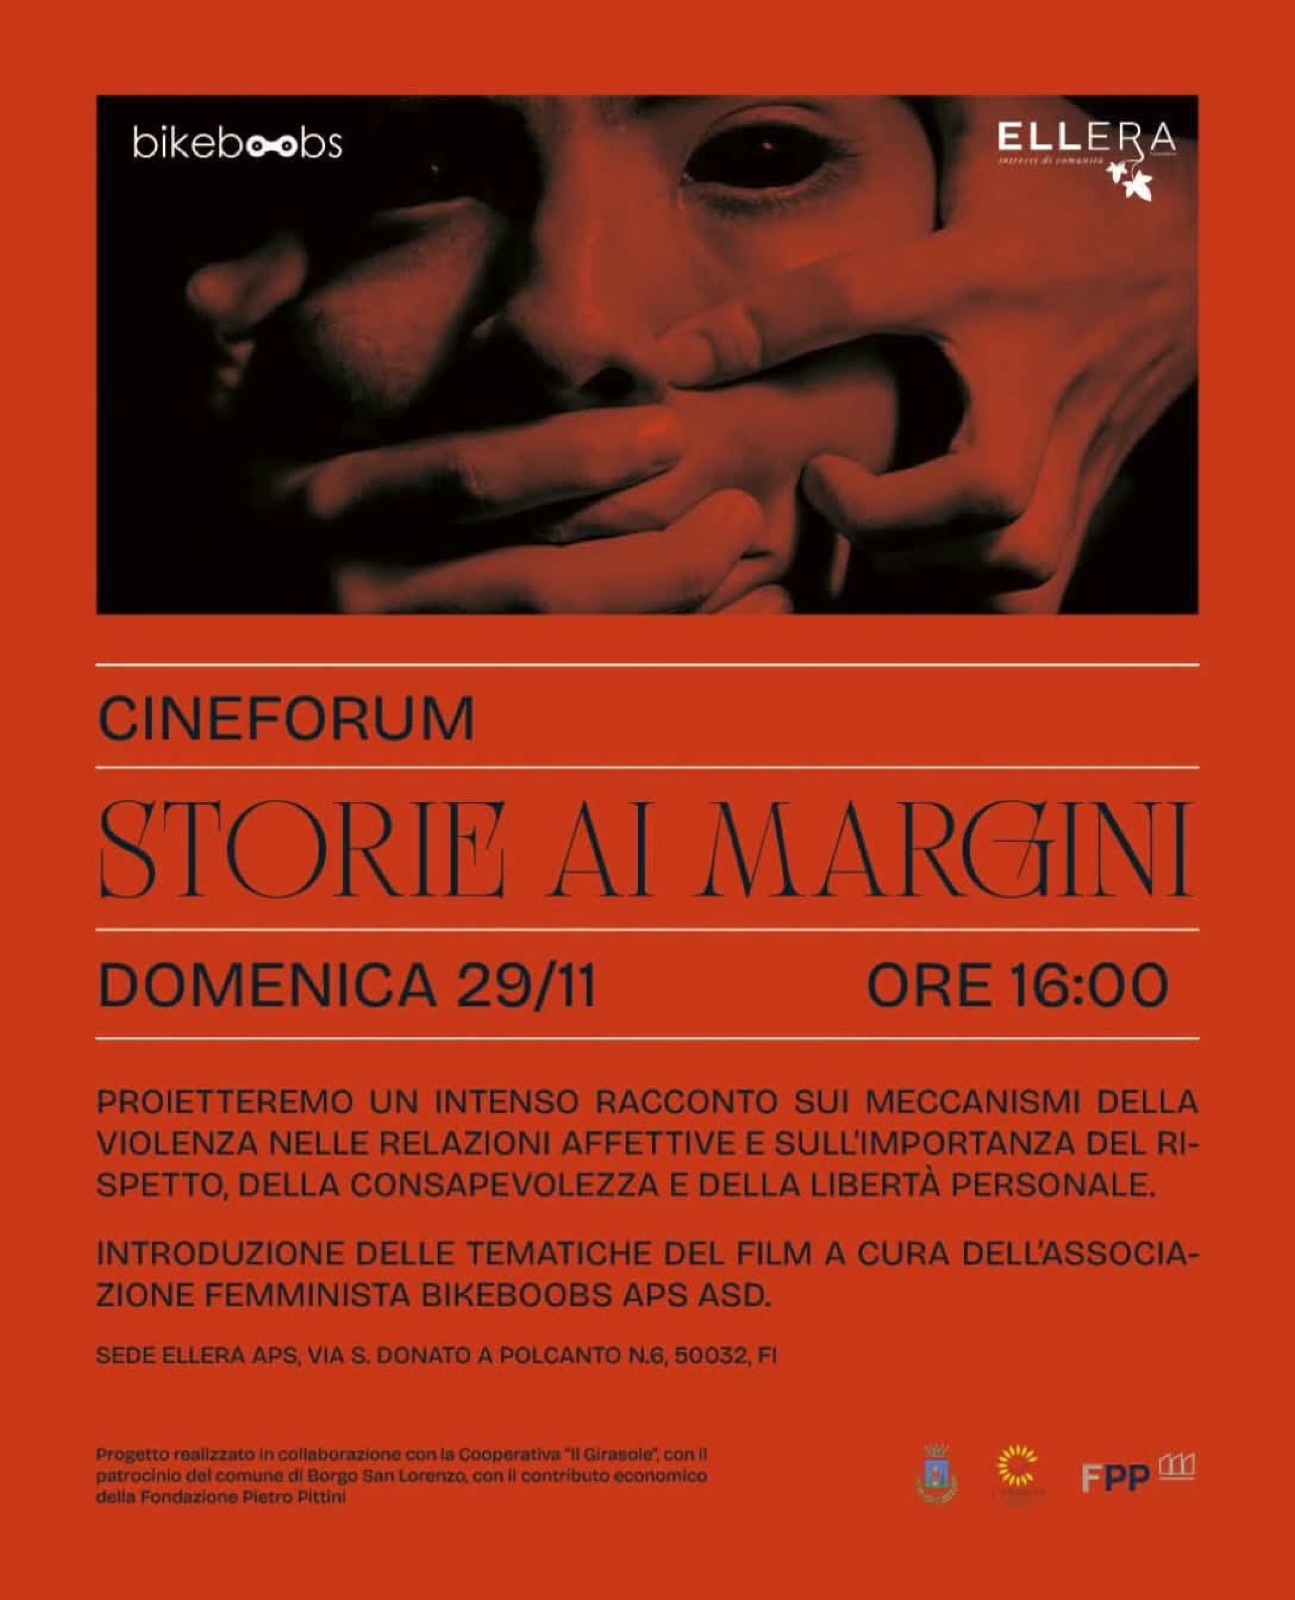 bikeboobs
ELLERA
intrecci di comunità
CINEFORUM
STORIE AI MARGINI
DOMENICA 29/11 ORE 16:00
PROIETTEREMO UN INTENSO RACCONTO SUI MECCANISMI DELLA
VIOLENZA NELLE RELAZIONI AFFETTIVE E SULL'IMPORTANZA DEL RI-
SPETTO, DELLA CONSAPEVOLEZZA E DELLA LIBERTÀ PERSONALE.
INTRODUZIONE DELLE TEMATICHE DEL FILM A CURA DELL'ASSOCIA-
ZIONE FEMMINISTA BIKEBOOBS APS ASD.
SEDE ELLERA APS, VIA S. DONATO A POLCANTO N.6, 50032, FI
Progetto realizzato in collaborazione con la Cooperativa "Il Girasole", con il
patrocinio del comune di Borgo San Lorenzo, con il contributo economico
della Fondazione Pietro Pittini
FPP